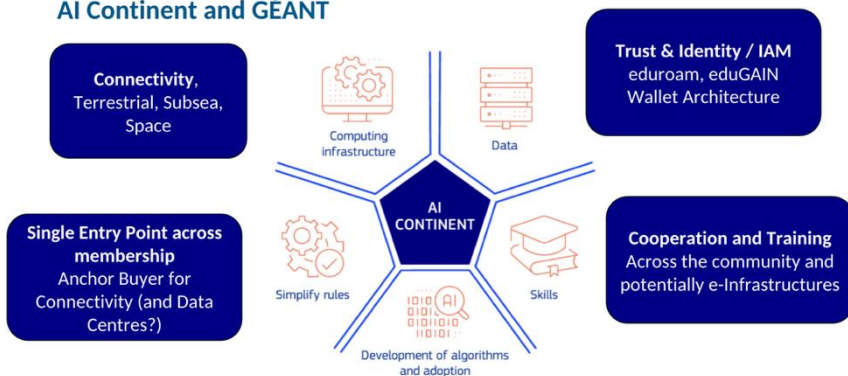 AI Continent and GÉANT
Connectivity,
Terrestrial, Subsea,
Space
Computing
infrastructure
Data
Trust & Identity / IAM
eduroam, eduGAIN
Wallet Architecture
AI
CONTINENT
Single Entry Point across
membership
Anchor Buyer for
Connectivity (and Data
Centres?)
Simplify rules
Skills
Cooperation and Training
Across the community and
potentially e-Infrastructures
AI
Development of algorithms
and adoption